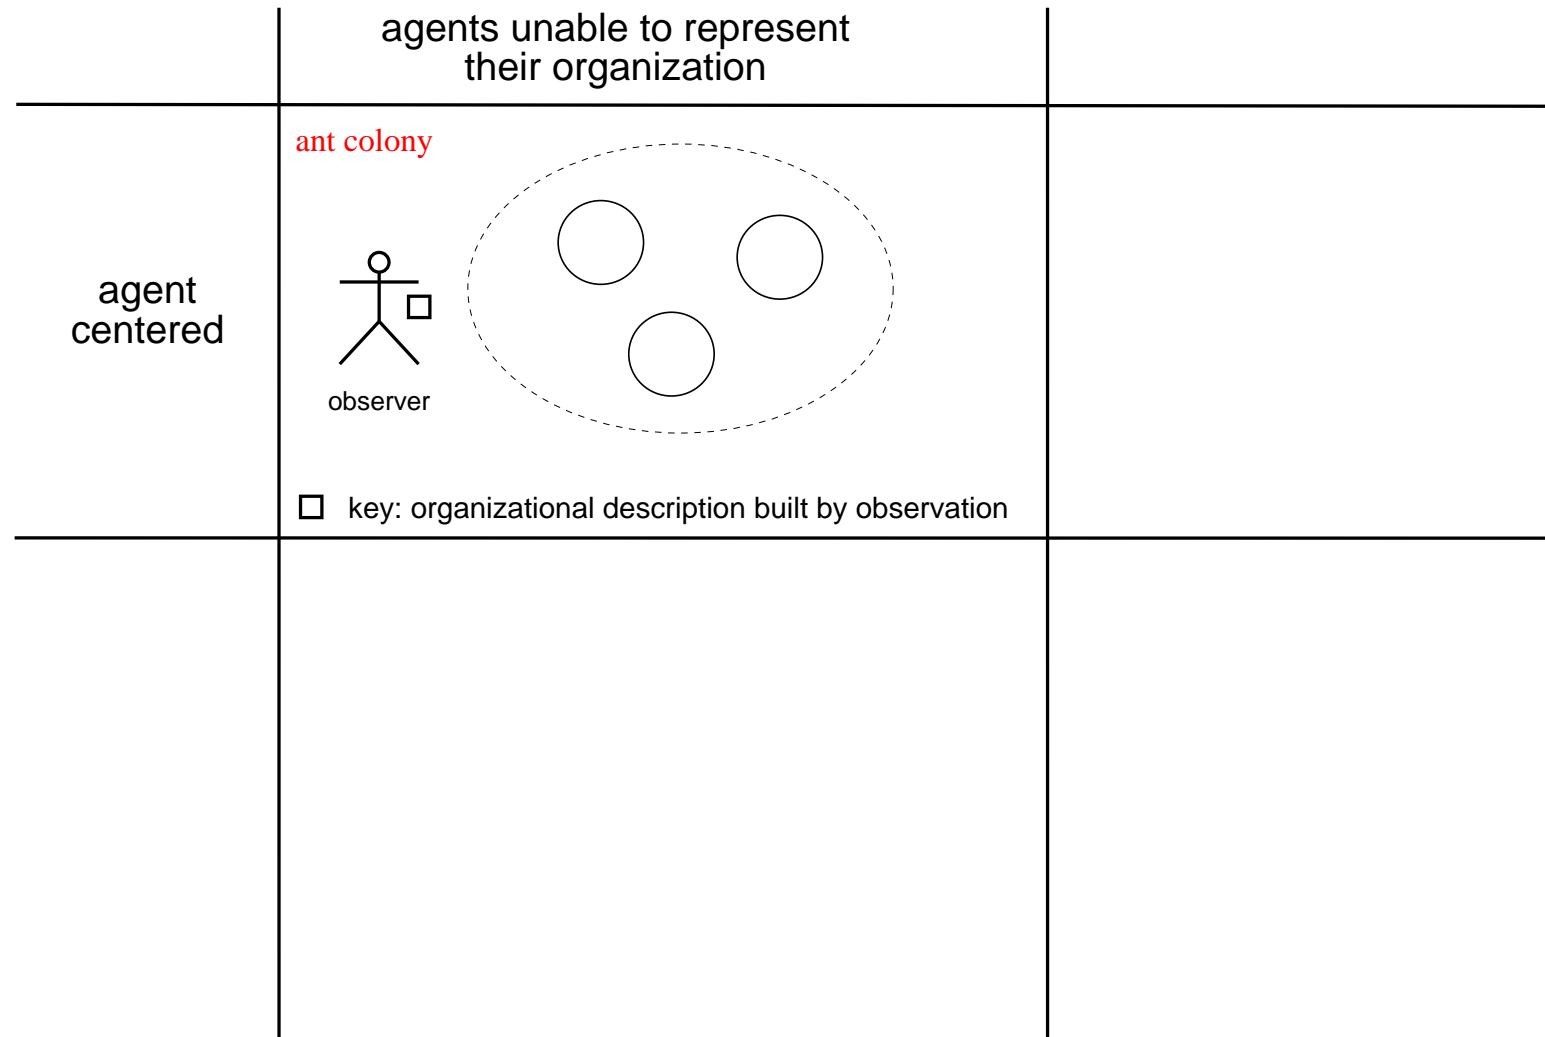 agents unable to represent
their organization
ant colony
agent
centered
observer
key: organizational description built by observation